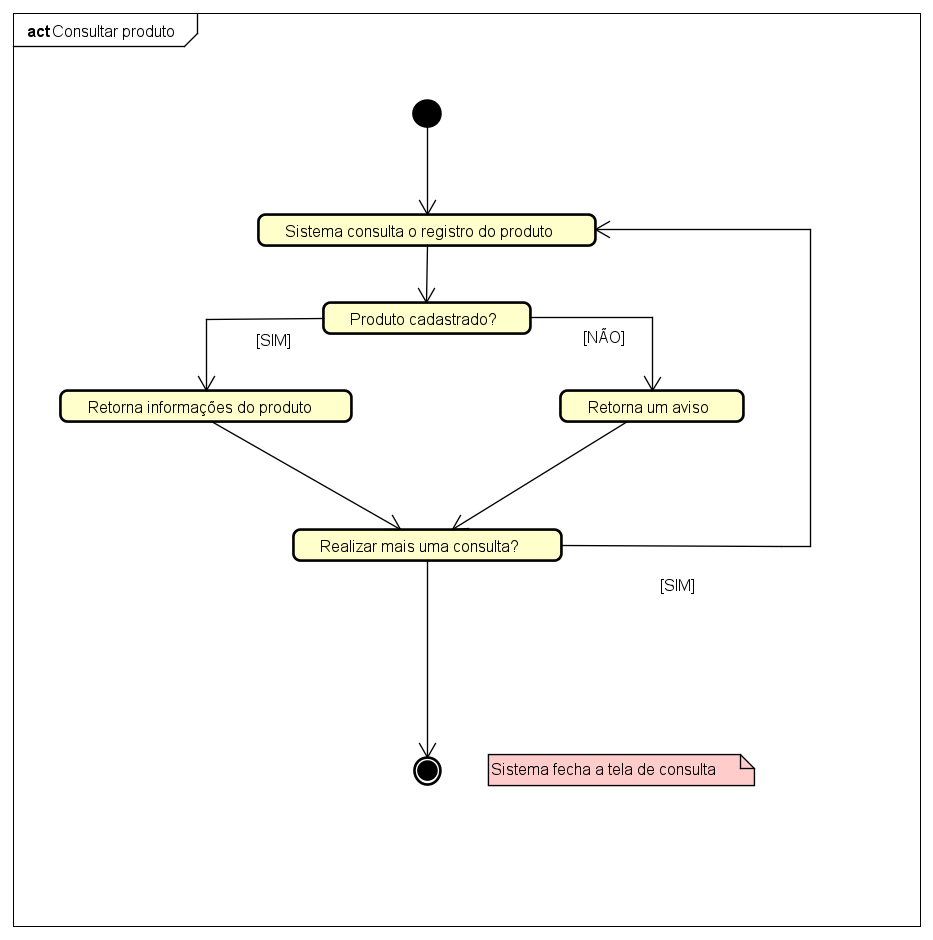 act Consultar produto
Sistema consulta o registro do produto
Produto cadastrado?
[SIM]
[NÃO]
Retorna informações do produto
Retorna um aviso
Realizar mais uma consulta?
[SIM]
Sistema fecha a tela de consulta